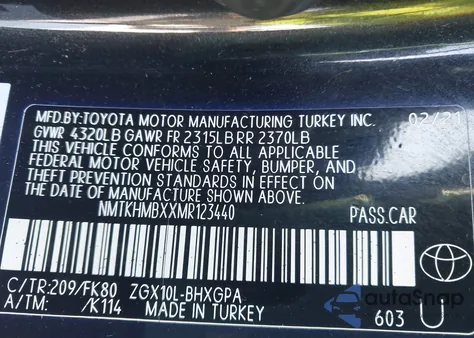 MFD.BY:TOYOTA MOTOR MANUFACTURING TURKEY INC. 02/21
GVWR 4320LB GAWR FR 2315LB RR 2370LB
THIS VEHICLE CONFORMS TO ALL APPLICABLE
FEDERAL MOTOR VEHICLE SAFETY, BUMPER, AND
THEFT PREVENTION STANDARDS IN EFFECT ON
THE DATE OF MANUFACTURE SHOWN ABOVE.
NMTKHMBXXMR123440 PASS.CAR
C/TR:209/FK80 ZGX10L-BHXGPA
A/TM: /K114 MADE IN TURKEY 603 U
autoSnap